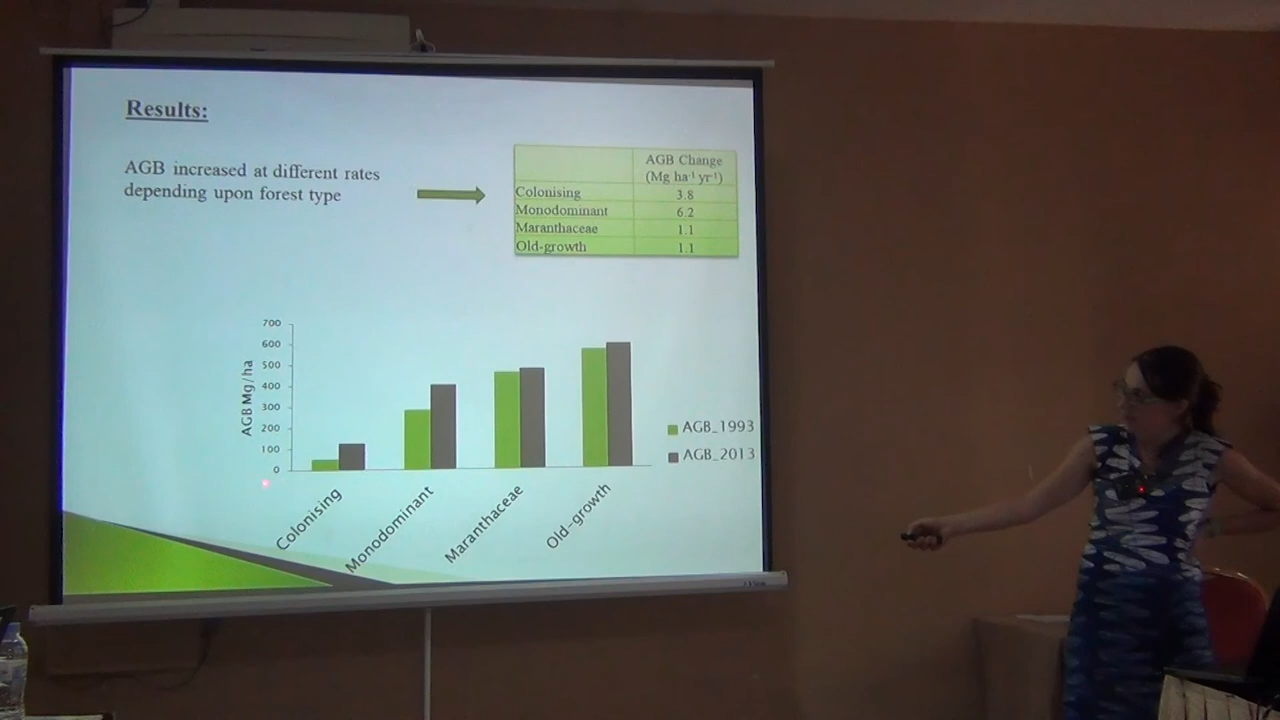 Results:
AGB increased at different rates
depending upon forest type
AGB Change
(Mg ha-1 yr-1)
Colonising 3.8
Monodominant 6.2
Maranthaceae 1.1
Old-growth 1.1
AGB Mg/ha
700
600
500
400
300
200
100
0
Colonising
Monodominant
Maranthaceae
Old-growth
AGB_1993
AGB_2013